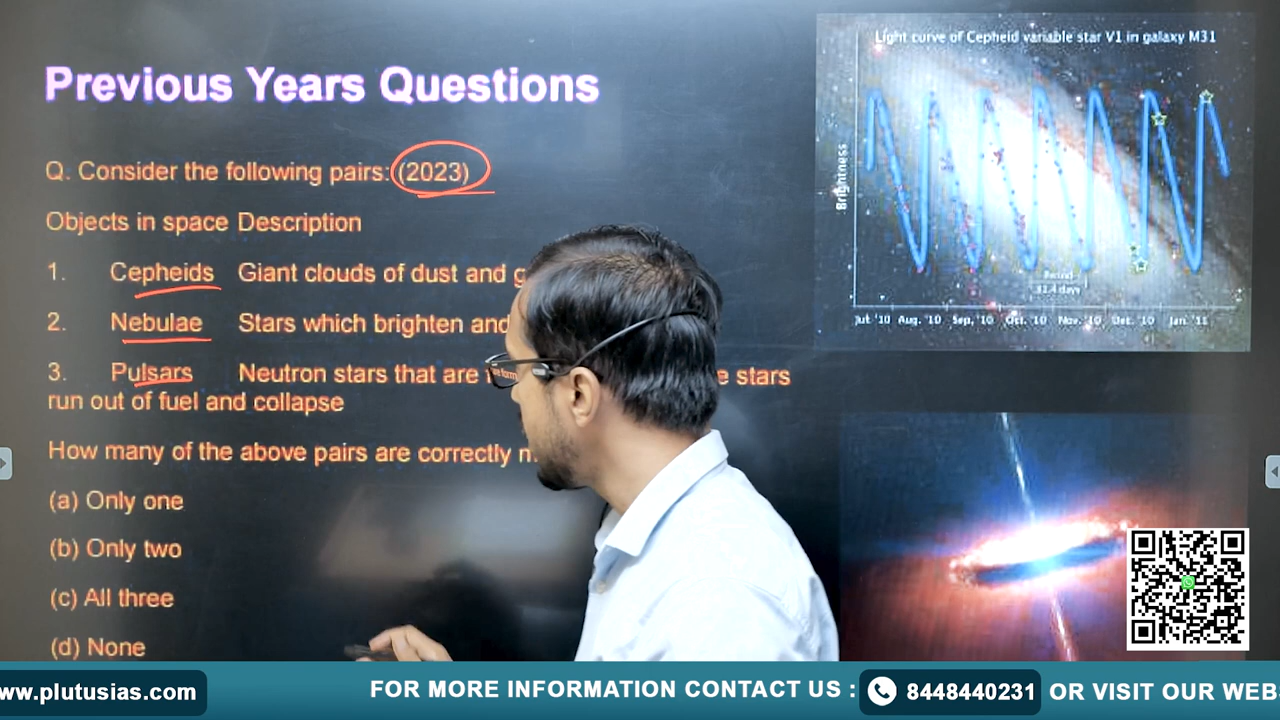 Previous Years Questions
Q. Consider the following pairs: (2023)
Objects in space Description
1. Cepheids Giant clouds of dust and
2. Nebulae Stars which brighten and
3. Pulsars Neutron stars that are stars
run out of fuel and collapse
How many of the above pairs are correctly
(a) Only one
(b) Only two
(c) All three
(d) None
Light curve of Cepheid variable star V1 in galaxy M31
Brightness
Period
31.4 days
Jul. '10 Aug. '10 Sep. '10 Oct. '10 Nov. '10 Dec. '10 Jan. '11
ww.plutusias.com
FOR MORE INFORMATION CONTACT US : 8448440231 OR VISIT OUR WEB